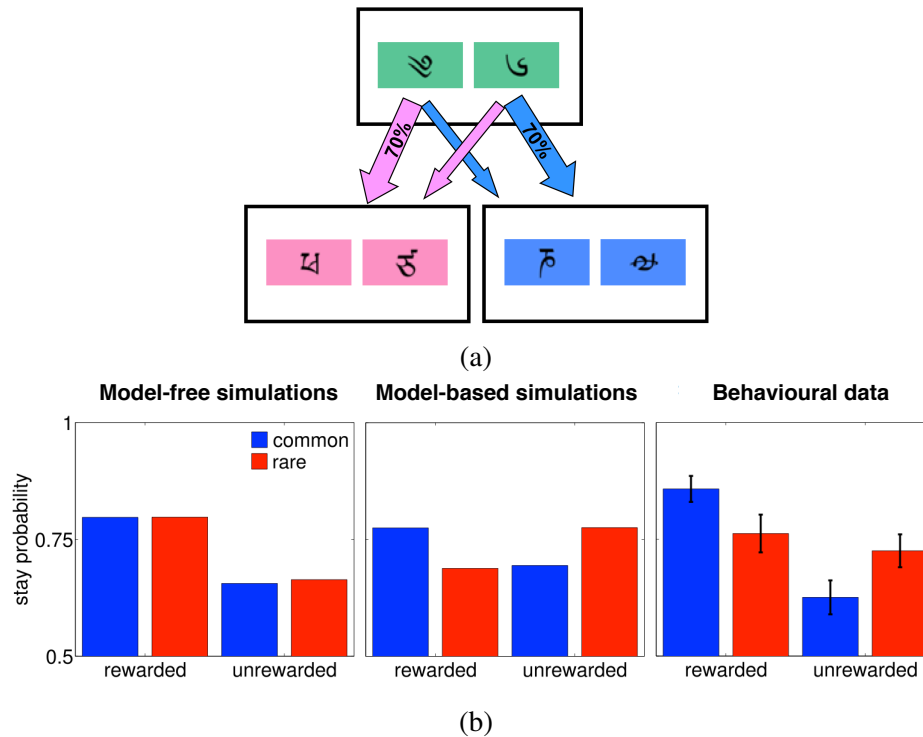 70% 70%
(a)
Model-free simulations Model-based simulations Behavioural data
1
common
rare
0.75
stay probability
0.5
rewarded unrewarded rewarded unrewarded rewarded unrewarded
(b)